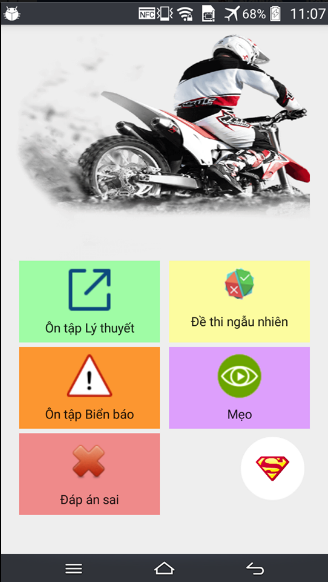 NFC 68% 11:07
Ôn tập Lý thuyết
Đề thi ngẫu nhiên
Ôn tập Biển báo
Mẹo
Đáp án sai